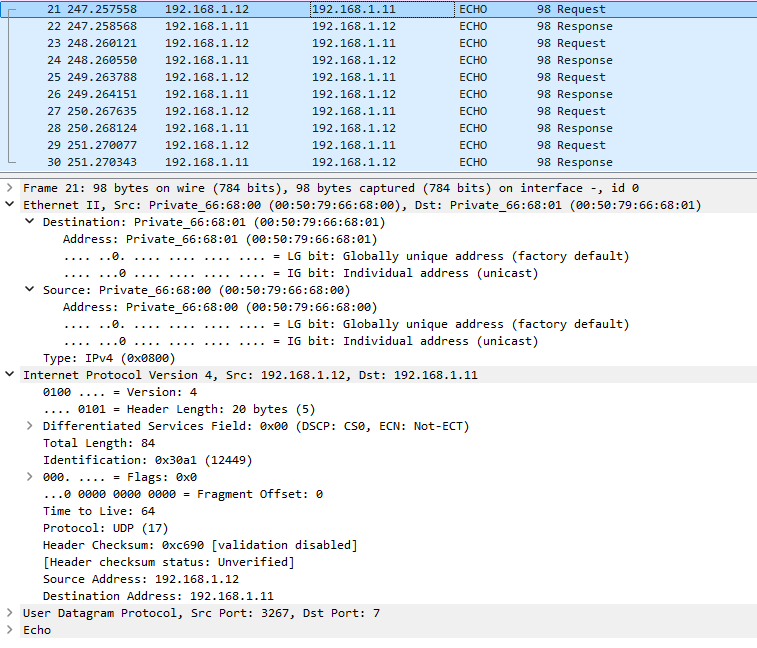 21 247.257558 192.168.1.12 192.168.1.11 ECHO 98 Request
22 247.258568 192.168.1.11 192.168.1.12 ECHO 98 Response
23 248.260121 192.168.1.12 192.168.1.11 ECHO 98 Request
24 248.260550 192.168.1.11 192.168.1.12 ECHO 98 Response
25 249.263788 192.168.1.12 192.168.1.11 ECHO 98 Request
26 249.264151 192.168.1.11 192.168.1.12 ECHO 98 Response
27 250.267635 192.168.1.12 192.168.1.11 ECHO 98 Request
28 250.268124 192.168.1.11 192.168.1.12 ECHO 98 Response
29 251.270077 192.168.1.12 192.168.1.11 ECHO 98 Request
30 251.270343 192.168.1.11 192.168.1.12 ECHO 98 Response
Frame 21: 98 bytes on wire (784 bits), 98 bytes captured (784 bits) on interface -, id 0
Ethernet II, Src: Private_66:68:00 (00:50:79:66:68:00), Dst: Private_66:68:01 (00:50:79:66:68:01)
Destination: Private_66:68:01 (00:50:79:66:68:01)
Address: Private_66:68:01 (00:50:79:66:68:01)
.... ..0. .... .... .... .... = LG bit: Globally unique address (factory default)
.... ...0 .... .... .... .... = IG bit: Individual address (unicast)
Source: Private_66:68:00 (00:50:79:66:68:00)
Address: Private_66:68:00 (00:50:79:66:68:00)
.... ..0. .... .... .... .... = LG bit: Globally unique address (factory default)
.... ...0 .... .... .... .... = IG bit: Individual address (unicast)
Type: IPv4 (0x0800)
Internet Protocol Version 4, Src: 192.168.1.12, Dst: 192.168.1.11
0100 .... = Version: 4
.... 0101 = Header Length: 20 bytes (5)
Differentiated Services Field: 0x00 (DSCP: CS0, ECN: Not-ECT)
Total Length: 84
Identification: 0x30a1 (12449)
000. .... = Flags: 0x0
...0 0000 0000 0000 = Fragment Offset: 0
Time to Live: 64
Protocol: UDP (17)
Header Checksum: 0xc690 [validation disabled]
[Header checksum status: Unverified]
Source Address: 192.168.1.12
Destination Address: 192.168.1.11
User Datagram Protocol, Src Port: 3267, Dst Port: 7
Echo